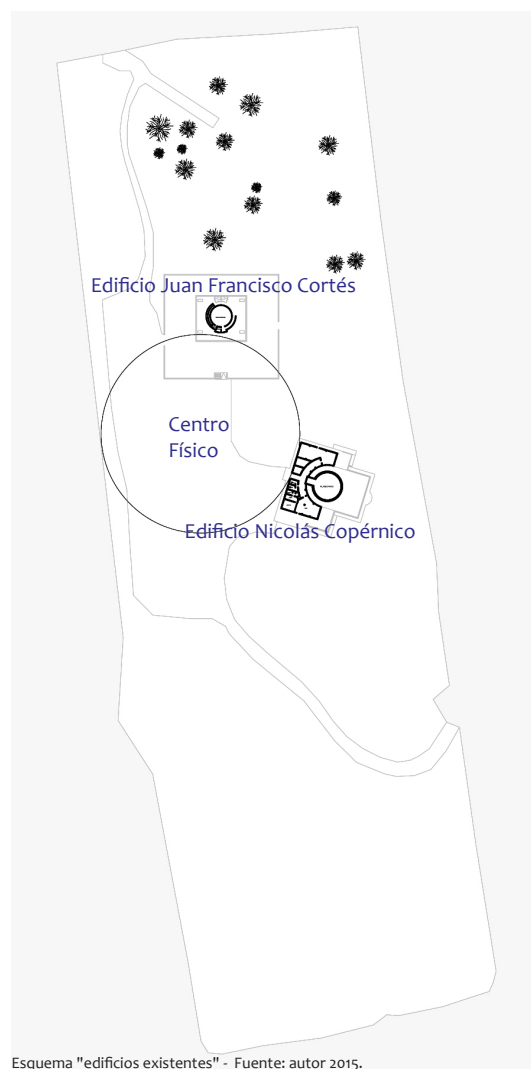 Edificio Juan Francisco Cortés
Centro
Físico
Edificio Nicolás Copérnico
Esquema "edificios existentes" - Fuente: autor 2015.